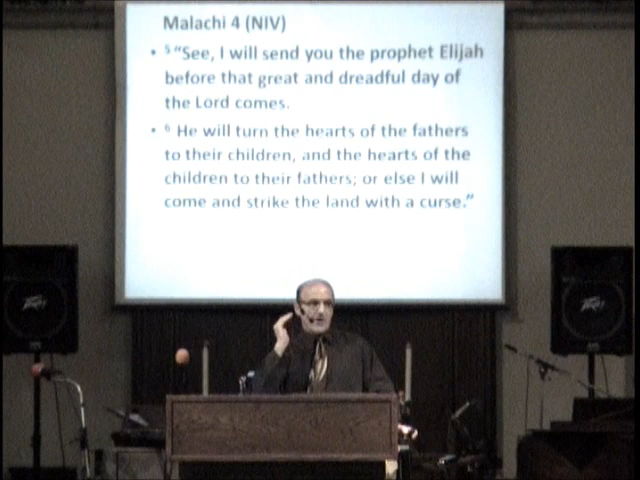 Malachi 4 (NIV)
• ⁵ "See, I will send you the prophet Elijah
before that great and dreadful day of
the Lord comes.
• ⁶ He will turn the hearts of the fathers
to their children, and the hearts of the
children to their fathers; or else I will
come and strike the land with a curse."